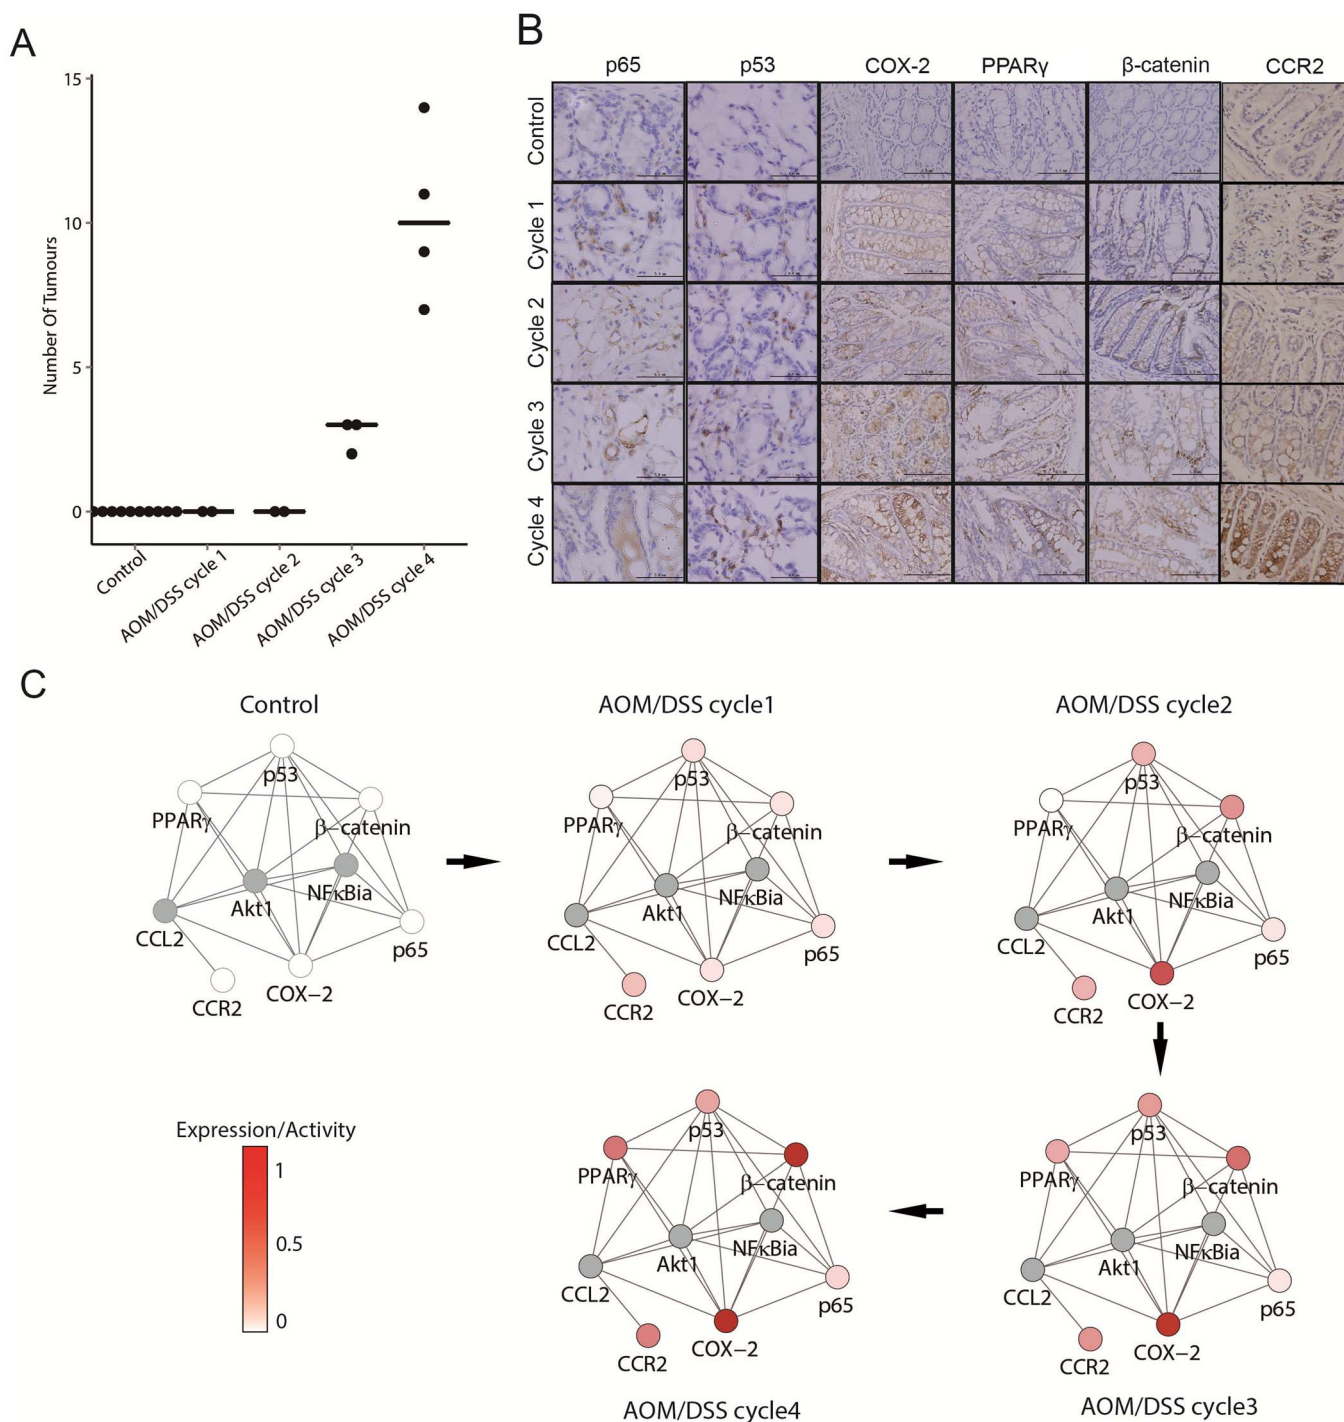 A
15
10
5
0
Number Of Tumours
Control
AOM/DSS cycle 1
AOM/DSS cycle 2
AOM/DSS cycle 3
AOM/DSS cycle 4
B
p65 p53 COX-2 PPARγ β-catenin CCR2
Control
Cycle 1
Cycle 2
Cycle 3
Cycle 4
C
Control
p53
PPARγ
β−catenin
NFκBia
Akt1
CCL2
p65
CCR2
COX−2
AOM/DSS cycle1
p53
PPARγ
β−catenin
NFκBia
Akt1
CCL2
p65
CCR2
COX−2
AOM/DSS cycle2
p53
PPARγ
β−catenin
NFκBia
Akt1
CCL2
p65
CCR2
COX−2
Expression/Activity
1
0.5
0
p53
PPARγ
β−catenin
NFκBia
Akt1
CCL2
p65
CCR2
COX−2
AOM/DSS cycle4
p53
PPARγ
β−catenin
NFκBia
Akt1
CCL2
p65
CCR2
COX−2
AOM/DSS cycle3